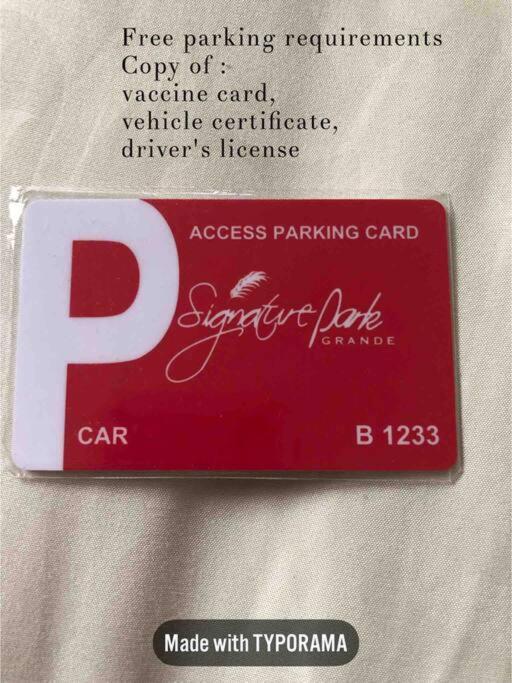 Free parking requirements
Copy of :
vaccine card,
vehicle certificate,
driver's license
ACCESS PARKING CARD
Signature Park
GRANDE
P
CAR
B 1233
Made with TYPORAMA